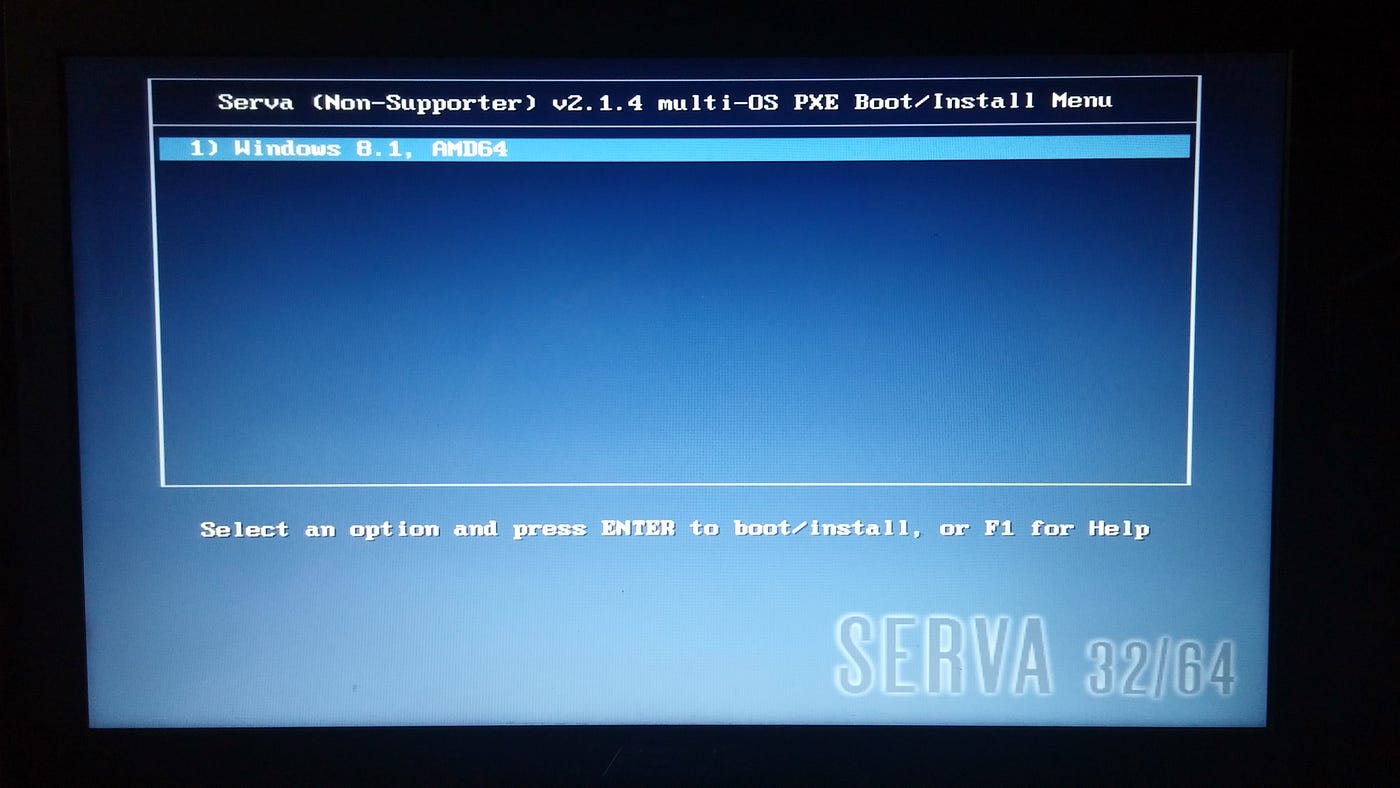 Serva (Non-Supporter) v2.1.4 multi-OS PXE Boot/Install Menu
1) Windows 8.1, AMD64
Select an option and press ENTER to boot/install, or F1 for Help
SERVA 32/64